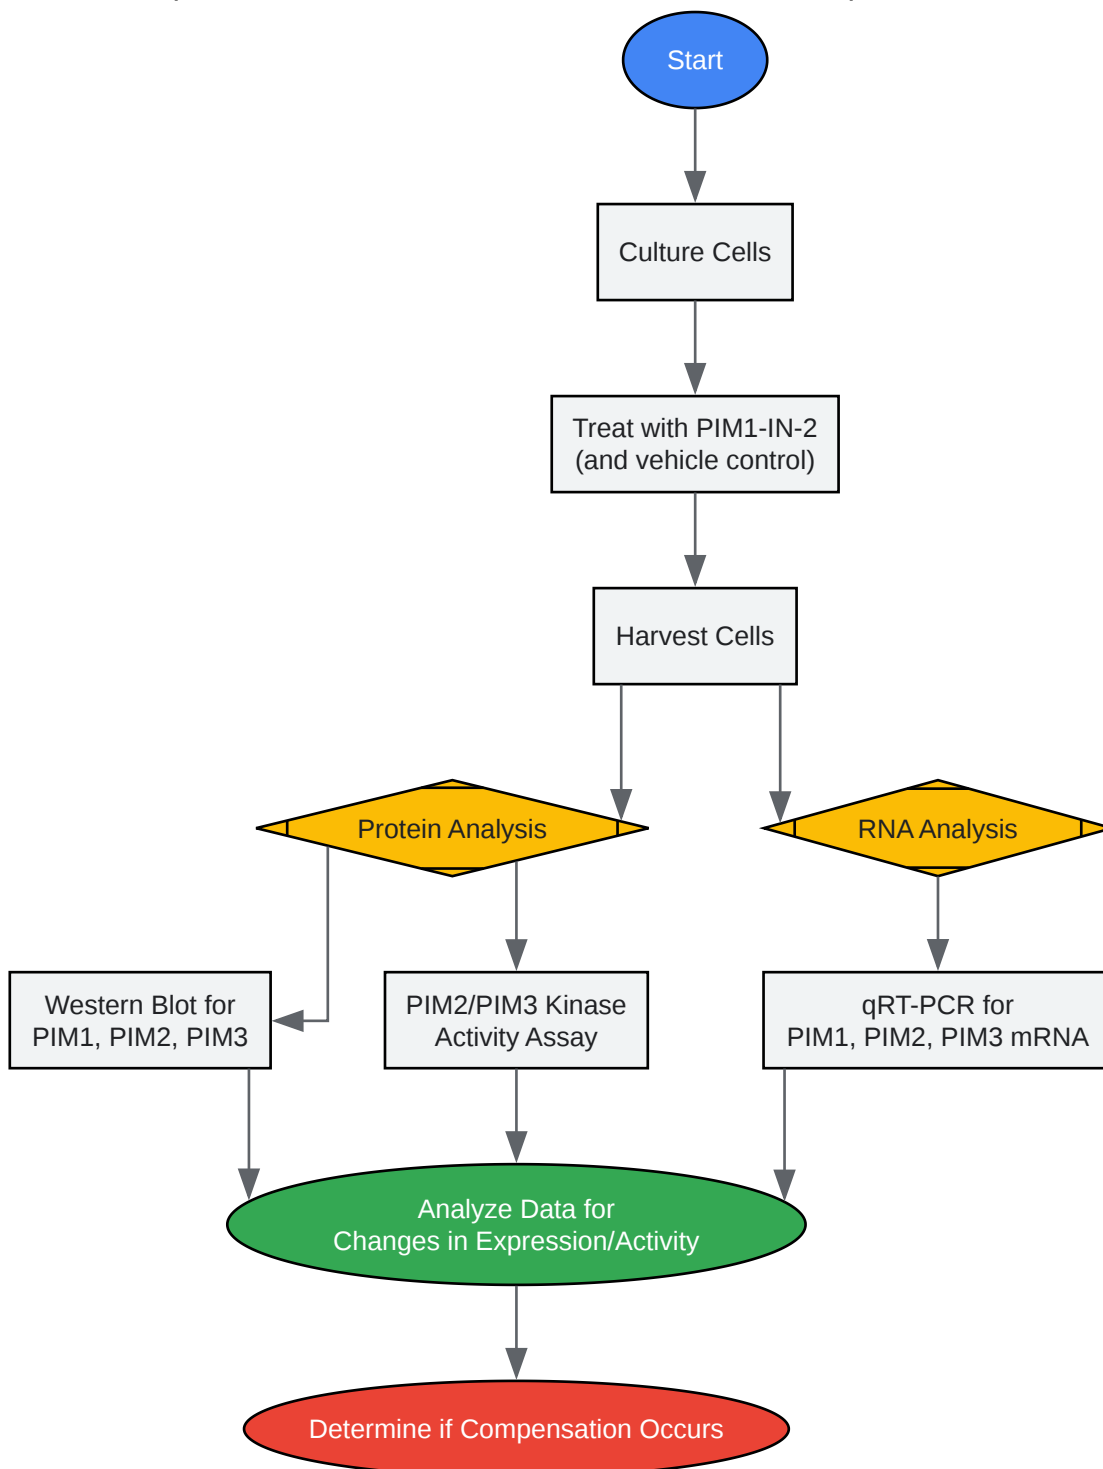 Start
Culture Cells
Treat with PIM1-IN-2
(and vehicle control)
Harvest Cells
Protein Analysis
RNA Analysis
Western Blot for
PIM1, PIM2, PIM3
PIM2/PIM3 Kinase
Activity Assay
qRT-PCR for
PIM1, PIM2, PIM3 mRNA
Analyze Data for
Changes in Expression/Activity
Determine if Compensation Occurs